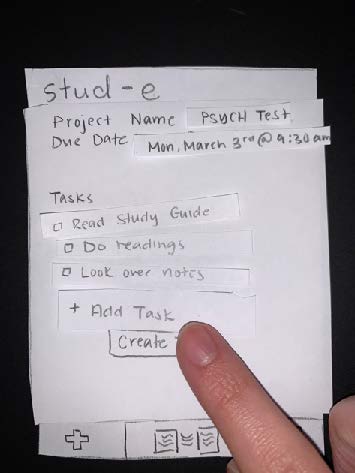 stud-e
Project Name PSYCH Test
Due Date Mon, March 3rd @ 9:30 am
TASKS
Read Study Guide
Do readings
Look over notes
+ Add Task
Create